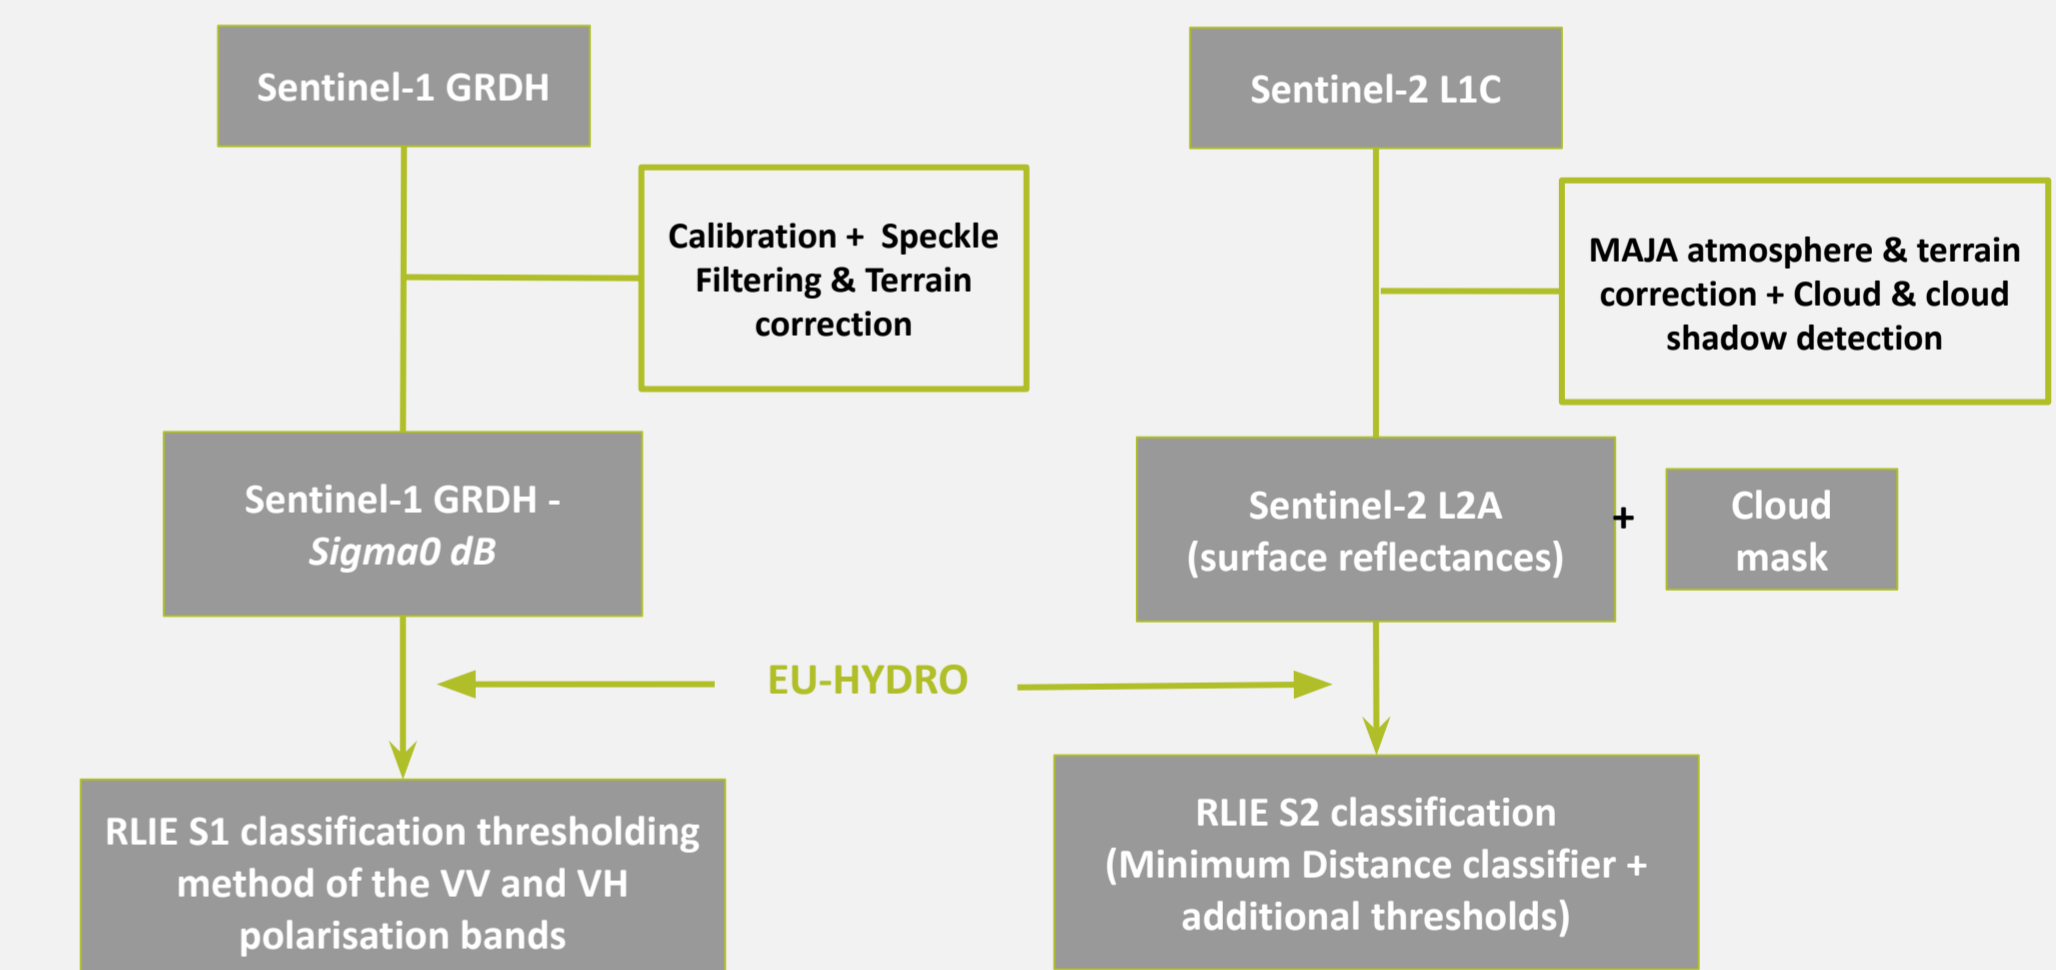 Sentinel-1 GRDH
Sentinel-2 L1C
Calibration + Speckle
Filtering & Terrain
correction
MAJA atmosphere & terrain
correction + Cloud & cloud
shadow detection
Sentinel-1 GRDH -
Sigma0 dB
Sentinel-2 L2A
(surface reflectances)
+
Cloud
mask
EU-HYDRO
RLIE S1 classification thresholding
method of the VV and VH
polarisation bands
RLIE S2 classification
(Minimum Distance classifier +
additional thresholds)